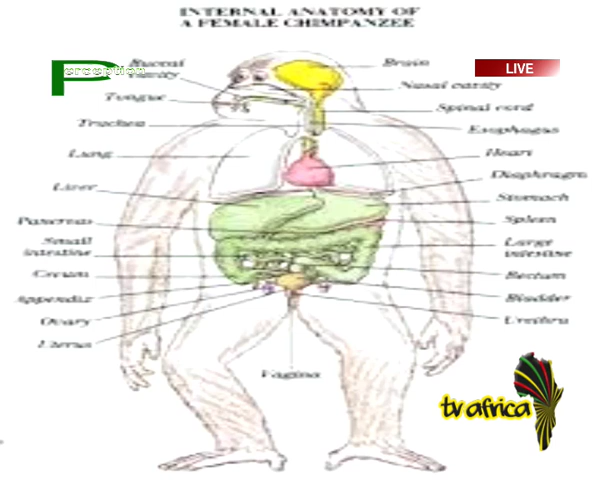 INTERNAL ANATOMY OF
A FEMALE CHIMPANZEE
Perception
LIVE
Buccal
cavity
Tongue
Trachea
Lung
Liver
Pancreas
Small
intestine
Cecum
Appendix
Ovary
Uterus
Brain
Nasal cavity
Spinal cord
Esophagus
Heart
Diaphragm
Stomach
Spleen
Large
intestine
Rectum
Bladder
Urethra
Vagina
tv africa